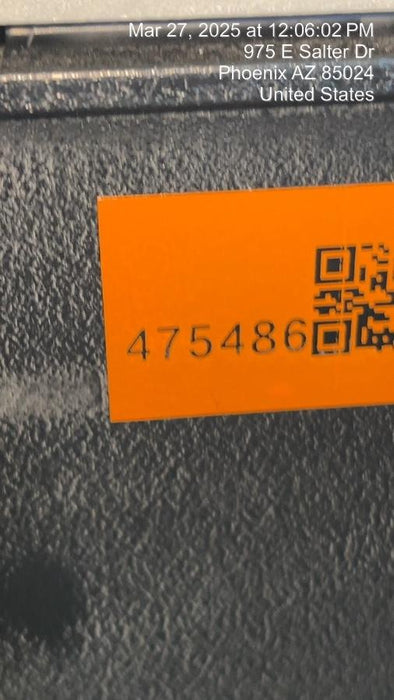 Mar 27, 2025 at 12:06:02 PM
975 E Salter Dr
Phoenix AZ 85024
United States
475486